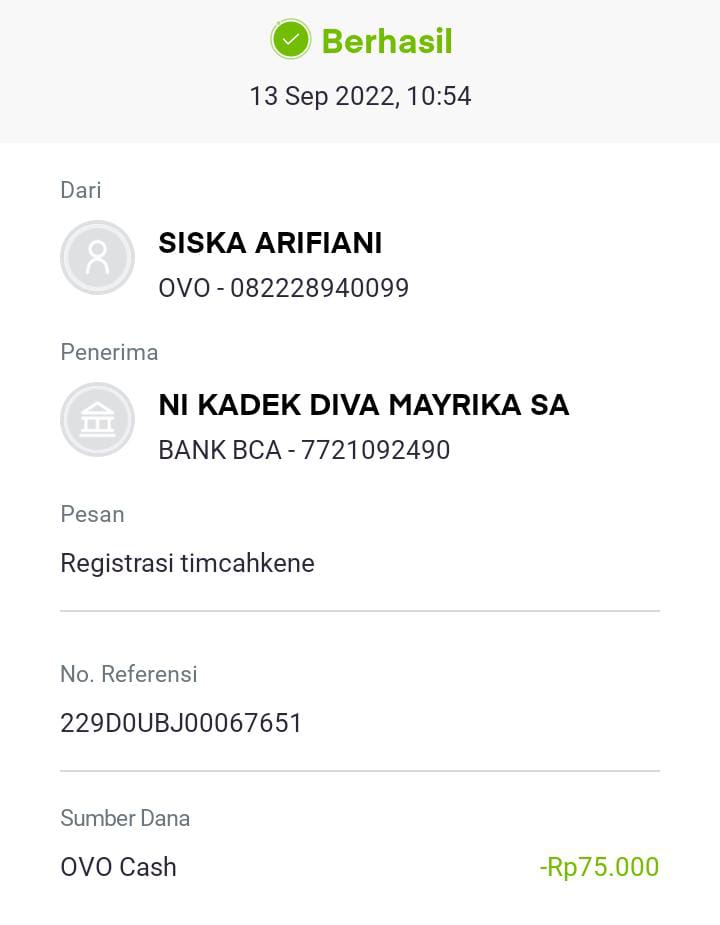 Berhasil
13 Sep 2022, 10:54
Dari
SISKA ARIFIANI
OVO - 082228940099
Penerima
NI KADEK DIVA MAYRIKA SA
BANK BCA - 7721092490
Pesan
Registrasi timcahkene
No. Referensi
229D0UBJ00067651
Sumber Dana
OVO Cash -Rp75.000